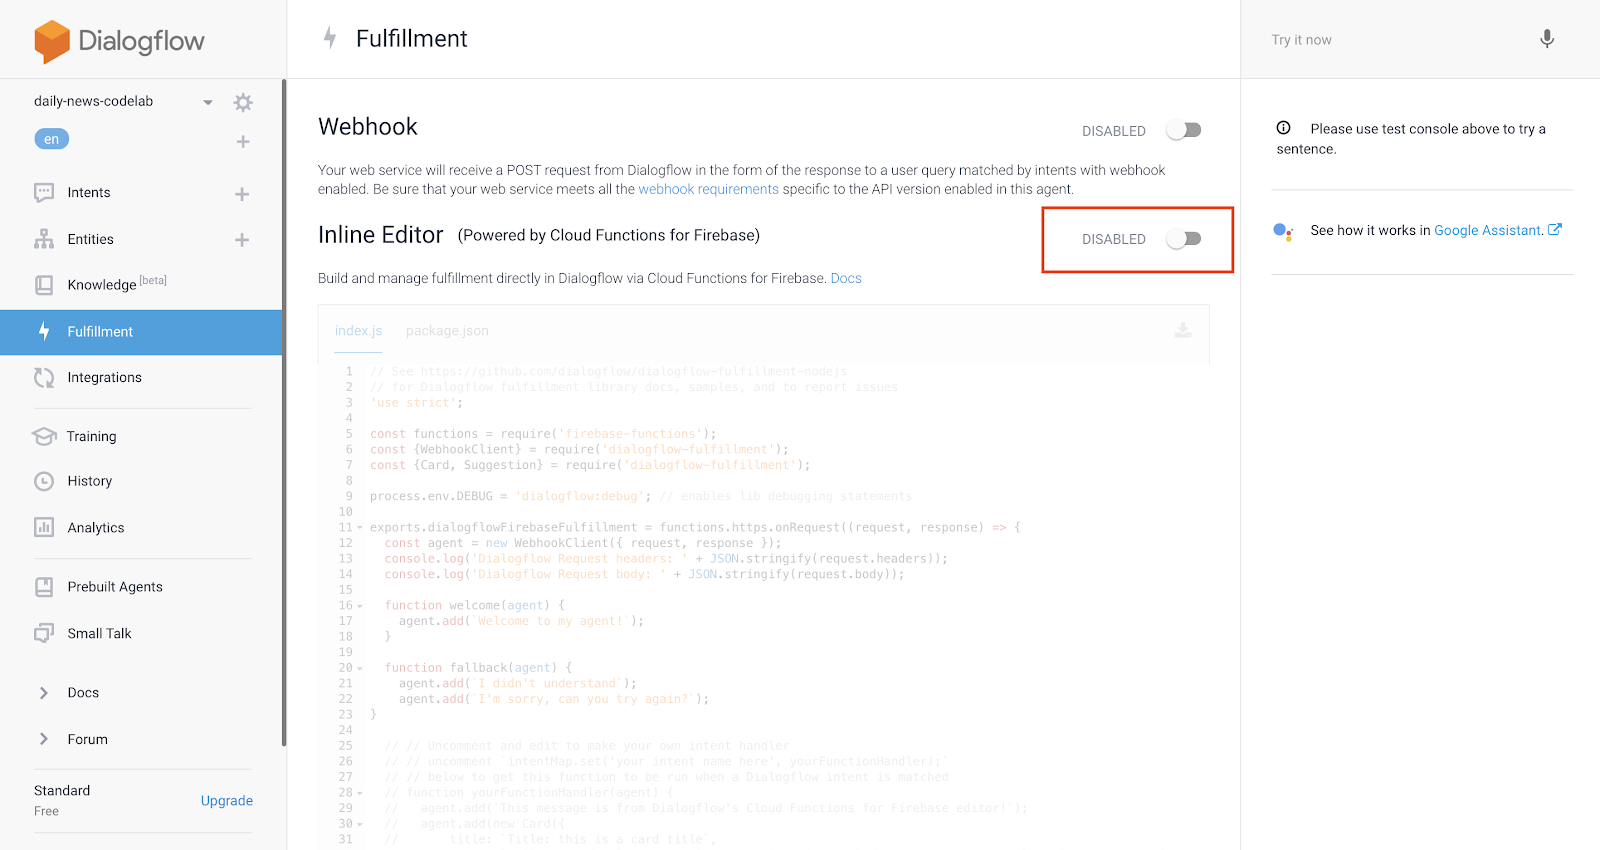 Dialogflow
daily-news-codelab
en
Intents
Entities
Knowledge [beta]
Fulfillment
Integrations
Training
History
Analytics
Prebuilt Agents
Small Talk
Docs
Forum
Standard
Free
Upgrade
Fulfillment
Webhook
DISABLED
Your web service will receive a POST request from Dialogflow in the form of the response to a user query matched by intents with webhook
enabled. Be sure that your web service meets all the webhook requirements specific to the API version enabled in this agent.
Inline Editor (Powered by Cloud Functions for Firebase)
DISABLED
Build and manage fulfillment directly in Dialogflow via Cloud Functions for Firebase. Docs
index.js package.json
1 // See https://github.com/dialogflow/dialogflow-fulfillment-nodejs
2 // for Dialogflow fulfillment library docs, samples, and to report issues
3 'use strict';
4
5 const functions = require('firebase-functions');
6 const {WebhookClient} = require('dialogflow-fulfillment');
7 const {Card, Suggestion} = require('dialogflow-fulfillment');
8
9 process.env.DEBUG = 'dialogflow:debug'; // enables lib debugging statements
10
11 exports.dialogflowFirebaseFulfillment = functions.https.onRequest((request, response) => {
12 const agent = new WebhookClient({ request, response });
13 console.log('Dialogflow Request headers: ' + JSON.stringify(request.headers));
14 console.log('Dialogflow Request body: ' + JSON.stringify(request.body));
15
16 function welcome(agent) {
17 agent.add(`Welcome to my agent!`);
18 }
19
20 function fallback(agent) {
21 agent.add(`I didn't understand`);
22 agent.add(`I'm sorry, can you try again?`);
23 }
24
25 // // Uncomment and edit to make your own intent handler
26 // // uncomment `intentMap.set('your intent name here', yourFunctionHandler);`
27 // // below to get this function to be run when a Dialogflow intent is matched
28 // function yourFunctionHandler(agent) {
29 // agent.add(`This message is from Dialogflow's Cloud Functions for Firebase editor!`);
30 // agent.add(new Card({
31 // title: `Title: this is a card title`,
Try it now
Please use test console above to try a
sentence.
See how it works in Google Assistant.